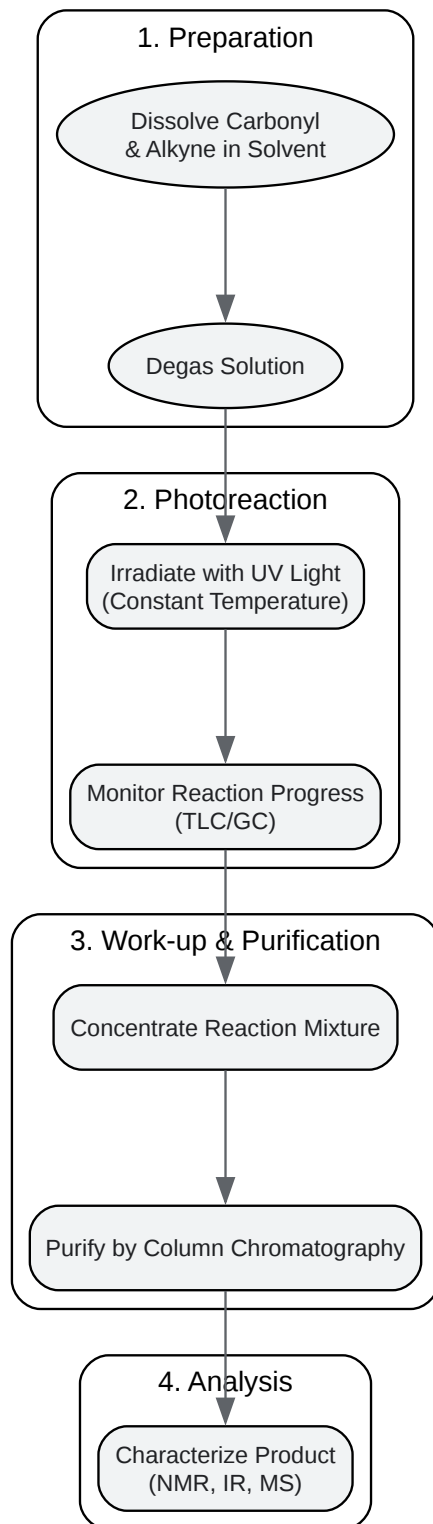 1. Preparation
Dissolve Carbonyl
& Alkyne in Solvent
Degas Solution
2. Photoreaction
Irradiate with UV Light
(Constant Temperature)
Monitor Reaction Progress
(TLC/GC)
3. Work-up & Purification
Concentrate Reaction Mixture
Purify by Column Chromatography
4. Analysis
Characterize Product
(NMR, IR, MS)